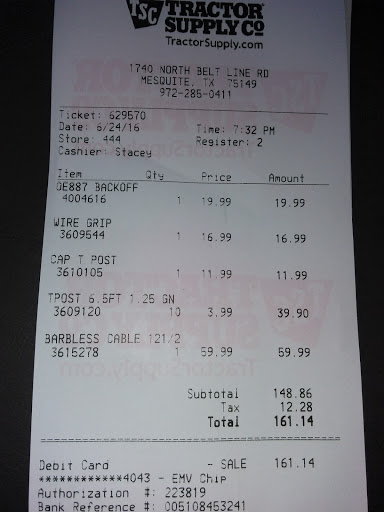 TSC TRACTOR
SUPPLY CO
TractorSupply.com
1740 NORTH BELT LINE RD
MESQUITE, TX 75149
972-285-0411
Ticket: 629570
Date: 6/24/16 Time: 7:32 PM
Store: 444 Register: 2
Cashier: Stacey
Item Qty Price Amount
OE887 BACKOFF
4004616 1 19.99 19.99
WIRE GRIP
3609544 1 16.99 16.99
CAP T POST
3610105 1 11.99 11.99
TPOST 6.5FT 1.25 GN
3609120 10 3.99 39.90
BARBLESS CABLE 121/2
3615278 1 59.99 59.99
Subtotal 148.86
Tax 12.28
Total 161.14
Debit Card - SALE 161.14
************4043 - EMV Chip
Authorization #: 223819
Bank Reference #: 005108453241